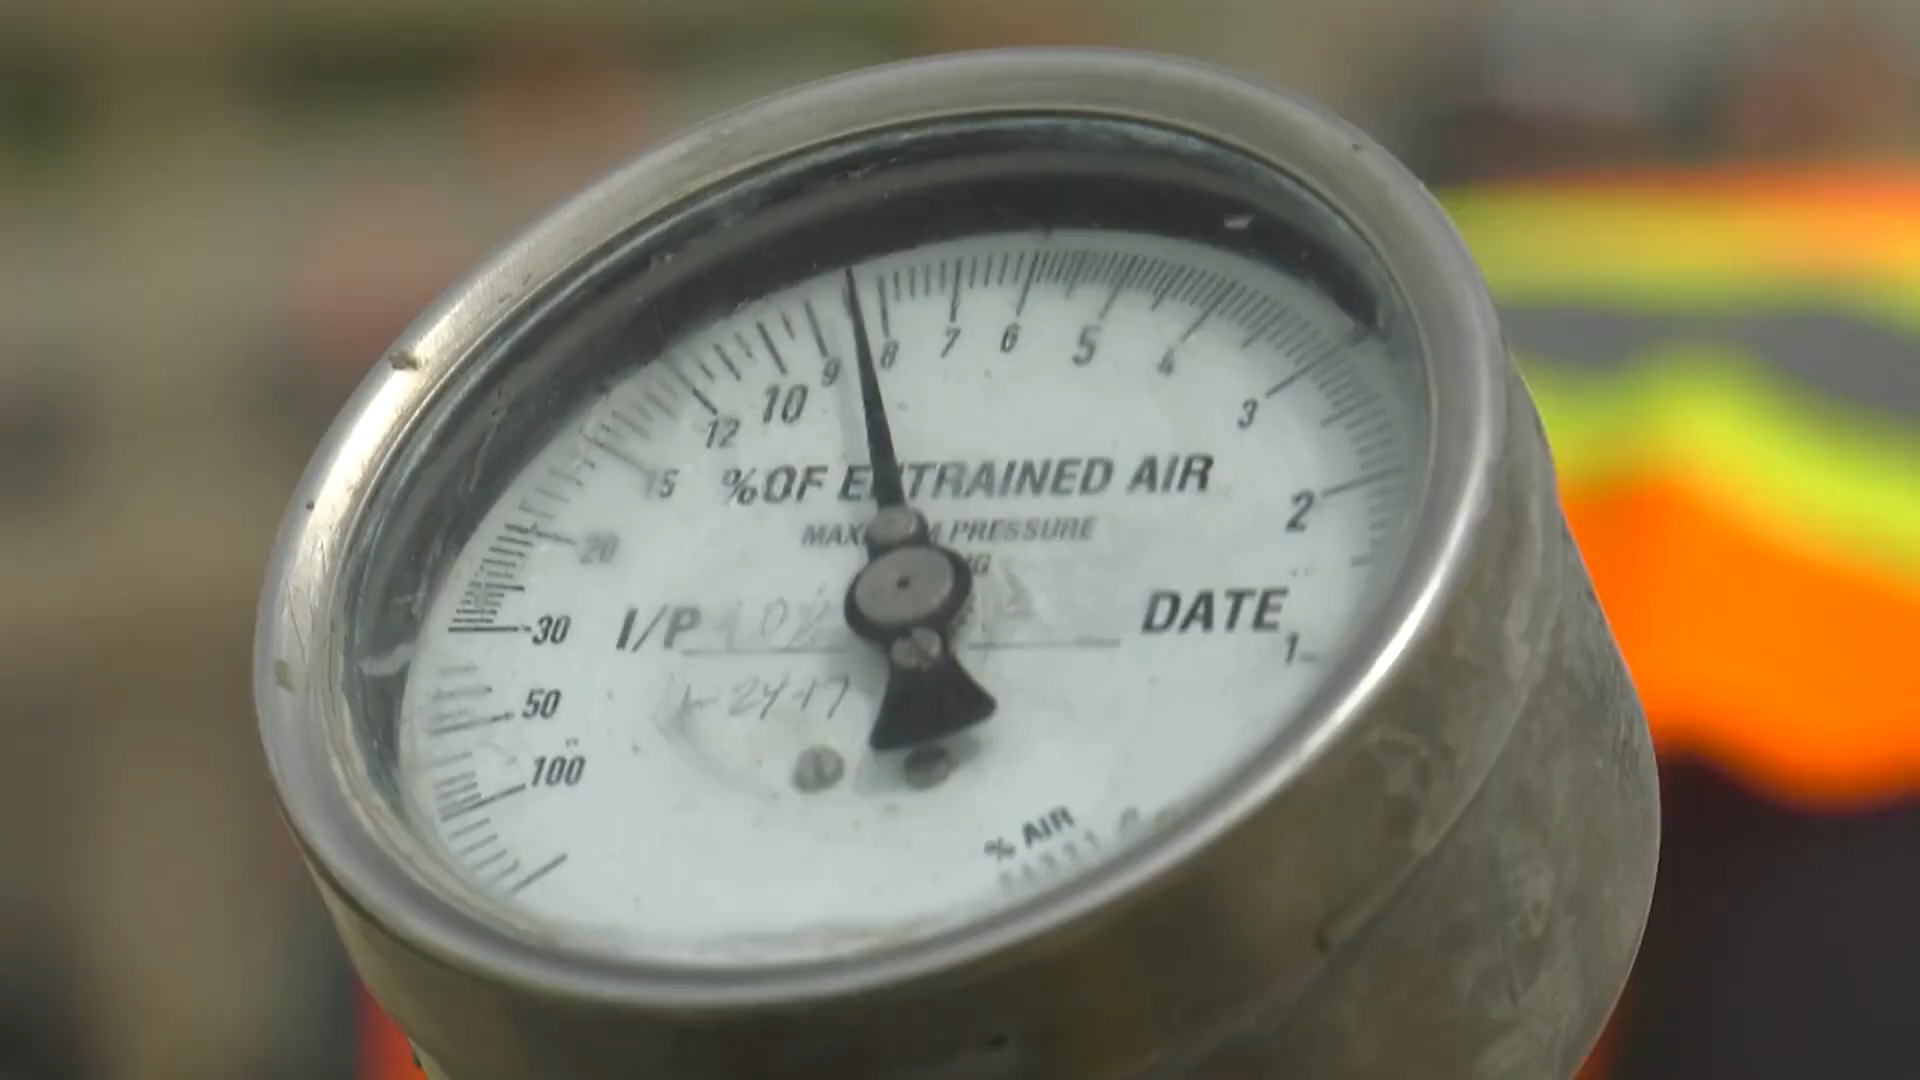 9 8 7 6 5 4 3 2 1
10 12 15 20 30 50 100
%OF ENTRAINED AIR
MAXIMUM PRESSURE
I/P DATE
% AIR